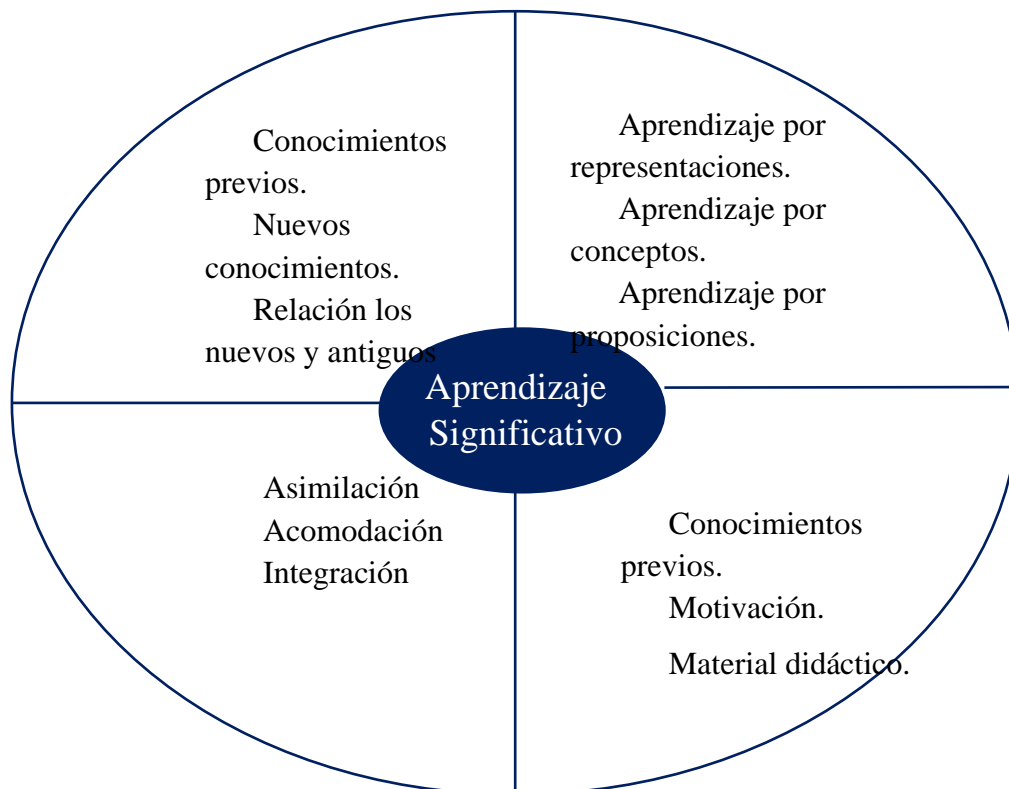 Conocimientos
previos.
Nuevos
conocimientos.
Relación los
nuevos y antiguos
Aprendizaje por
representaciones.
Aprendizaje por
conceptos.
Aprendizaje por
proposiciones.
Aprendizaje
Significativo
Asimilación
Acomodación
Integración
Conocimientos
previos.
Motivación.
Material didáctico.